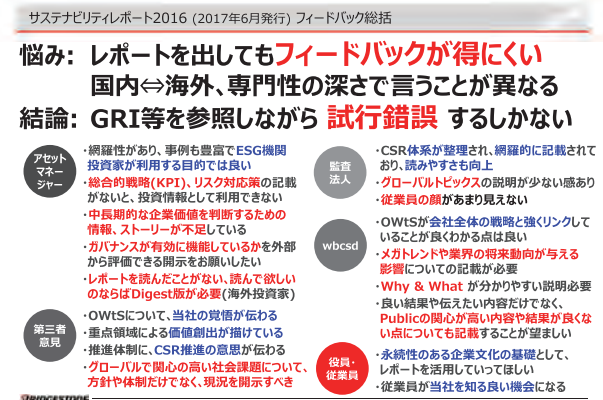 サステナビリティレポート2016 (2017年6月発行) フィードバック総括
悩み: レポートを出してもフィードバックが得にくい
国内⇔海外、専門性の深さで言うことが異なる
結論: GRI等を参照しながら 試行錯誤 するしかない
アセット
マネー
ジャー
・網羅性があり、事例も豊富でESG機関
投資家が利用する目的では良い
・総合的戦略(KPI)、リスク対応策の記載
がないと、投資情報として利用できない
・中長期的な企業価値を判断するための
情報、ストーリーが不足している
・ガバナンスが有効に機能しているかを外部
から評価できる開示をお願いしたい
・レポートを読んだことがない、読んで欲しい
のならばDigest版が必要(海外投資家)
第三者
意見
・OWtSについて、当社の覚悟が伝わる
・重点領域による価値創出が描けている
・推進体制に、CSR推進の意思が伝わる
・グローバルで関心の高い社会課題について、
方針や体制だけでなく、現況を開示すべき
監査
法人
・CSR体系が整理され、網羅的に記載されて
おり、読みやすさも向上
・グローバルトピックスの説明が少ない感あり
・従業員の顔があまり見えない
wbcsd
・OWtSが会社全体の戦略と強くリンクして
いることが良くわかる点は良い
・メガトレンドや業界の将来動向が与える
影響についての記載が必要
・Why & What が分かりやすい説明必要
・良い結果や伝えたい内容だけでなく、
Publicの関心が高い内容や結果が良くな
い点についても記載することが望ましい
役員・
従業員
・永続性のある企業文化の基礎として、
レポートを活用していってほしい
・従業員が当社を知る良い機会になる
BRIDGESTONE